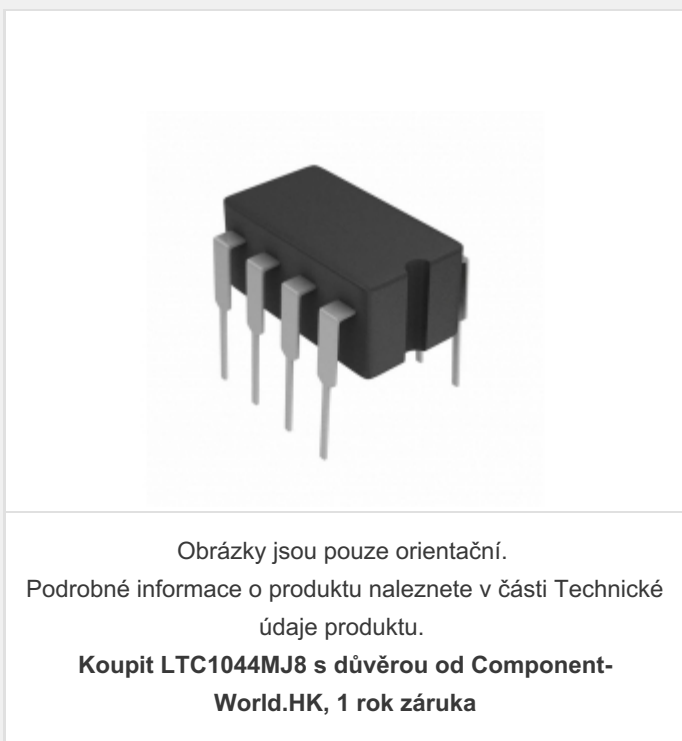 Obrázky jsou pouze orientační.
Podrobné informace o produktu naleznete v části Technické
údaje produktu.
Koupit LTC1044MJ8 s důvěrou od Component-
World.HK, 1 rok záruka